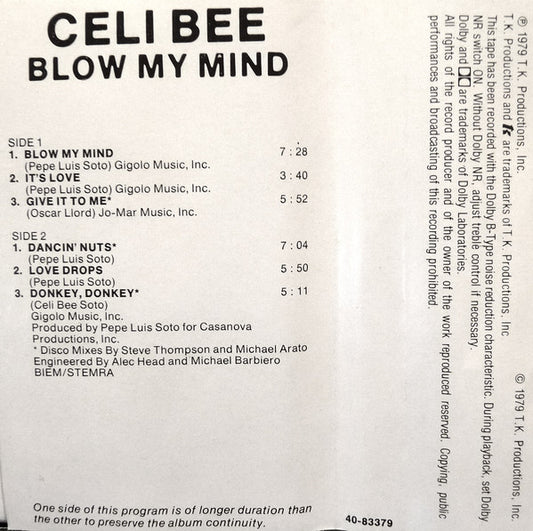 CELI BEE
BLOW MY MIND
SIDE 1
1. BLOW MY MIND 7 : 28
(Pepe Luis Soto) Gigolo Music, Inc.
2. IT'S LOVE 3 : 40
(Pepe Luis Soto) Gigolo Music, Inc.
3. GIVE IT TO ME* 5 : 52
(Oscar Llord) Jo-Mar Music, Inc.
SIDE 2
1. DANCIN' NUTS* 7 : 04
(Pepe Luis Soto)
2. LOVE DROPS 5 : 50
(Pepe Luis Soto)
3. DONKEY, DONKEY* 5 : 11
(Celi Bee Soto)
Gigolo Music, Inc.
Produced by Pepe Luis Soto for Casanova
Productions, Inc.
* Disco Mixes By Steve Thompson and Michael Arato
Engineered By Alec Head and Michael Barbiero
BIEM/STEMRA
One side of this program is of longer duration than
the other to preserve the album continuity.
40-83379
℗ 1979 T.K. Productions, Inc. © 1979 T.K. Productions, Inc.
T.K. Productions and TK are trademarks of T.K. Productions, Inc
This tape has been recorded with the Dolby B-Type noise reduction characteristic. During playback, set Dolby
NR switch ON. Without Dolby NR, adjust treble control if necessary.
Dolby and are trademarks of Dolby Laboratories.
All rights of the record producer and of the owner of the work reproduced reserved. Copying, public
performances and broadcasting of this recording prohibited.